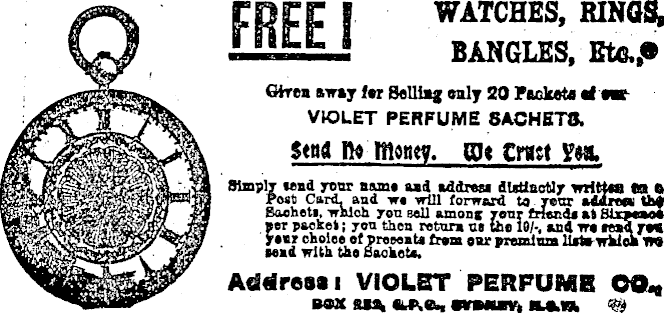 FREE!
WATCHES, RINGS,
BANGLES, Etc.,
Given away for Selling only 20 Packets of our
VIOLET PERFUME SACHETS.
Send No Money. We Trust You.
Simply send your name and address distinctly written on a
Post Card, and we will forward to your address the
Sachets, which you sell among your friends at Sixpence
per packet; you then return us the 10/-, and we send you
your choice of presents from our premium lists which we
send with the Sachets.
Address: VIOLET PERFUME CO.,
BOX G.P.O., SYDNEY, N.S.W.